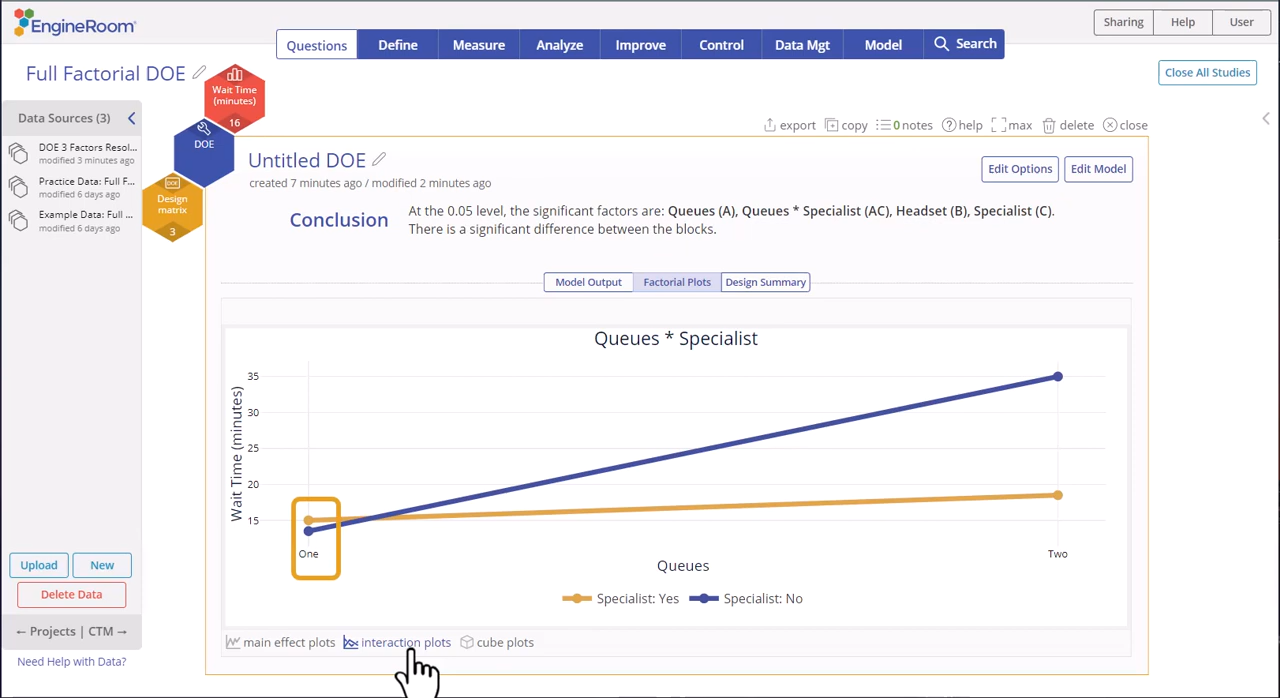 EngineRoom
Sharing
Help
User
Questions
Define
Measure
Analyze
Improve
Control
Data Mgt
Model
Search
Full Factorial DOE
Close All Studies
Wait Time
(minutes)
16
DOE
Design
matrix
3
Data Sources (3)
DOE 3 Factors Resol...
modified 3 minutes ago
Practice Data: Full F...
modified 6 days ago
Example Data: Full ...
modified 6 days ago
export
copy
0 notes
help
max
delete
close
Untitled DOE
created 7 minutes ago / modified 2 minutes ago
Edit Options
Edit Model
Conclusion
At the 0.05 level, the significant factors are: Queues (A), Queues * Specialist (AC), Headset (B), Specialist (C).
There is a significant difference between the blocks.
Model Output
Factorial Plots
Design Summary
Queues * Specialist
Wait Time (minutes)
35
30
25
20
15
One
Two
Queues
Specialist: Yes
Specialist: No
main effect plots
interaction plots
cube plots
Upload
New
Delete Data
← Projects | CTM →
Need Help with Data?